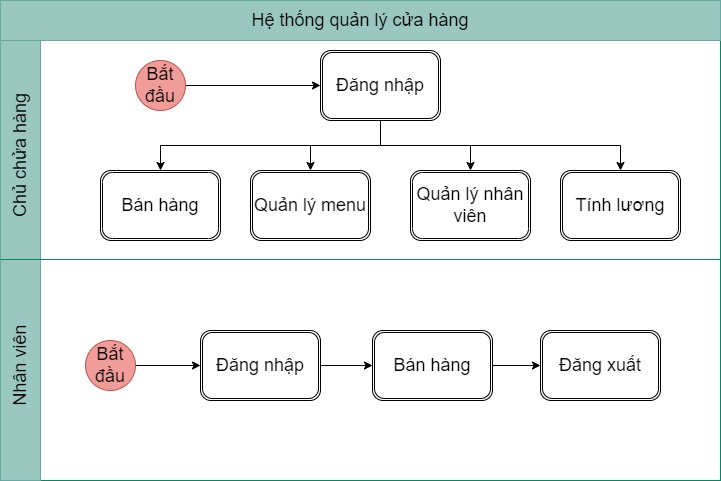 Hệ thống quản lý cửa hàng
Chủ chửa hàng
Bắt
đầu
Đăng nhập
Bán hàng
Quản lý menu
Quản lý nhân
viên
Tính lương
Nhân viên
Bắt
đầu
Đăng nhập
Bán hàng
Đăng xuất